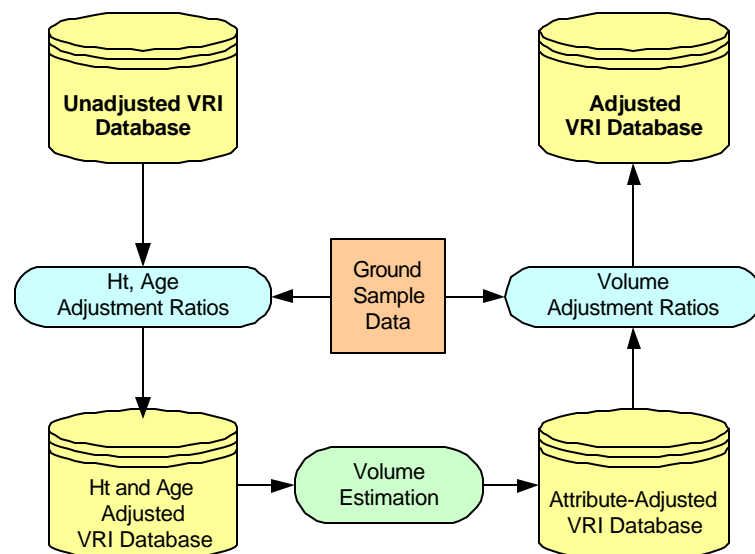 Unadjusted VRI
Database
Adjusted
VRI Database
Ht, Age
Adjustment Ratios
Ground
Sample
Data
Volume
Adjustment Ratios
Ht and Age
Adjusted
VRI Database
Volume
Estimation
Attribute-Adjusted
VRI Database